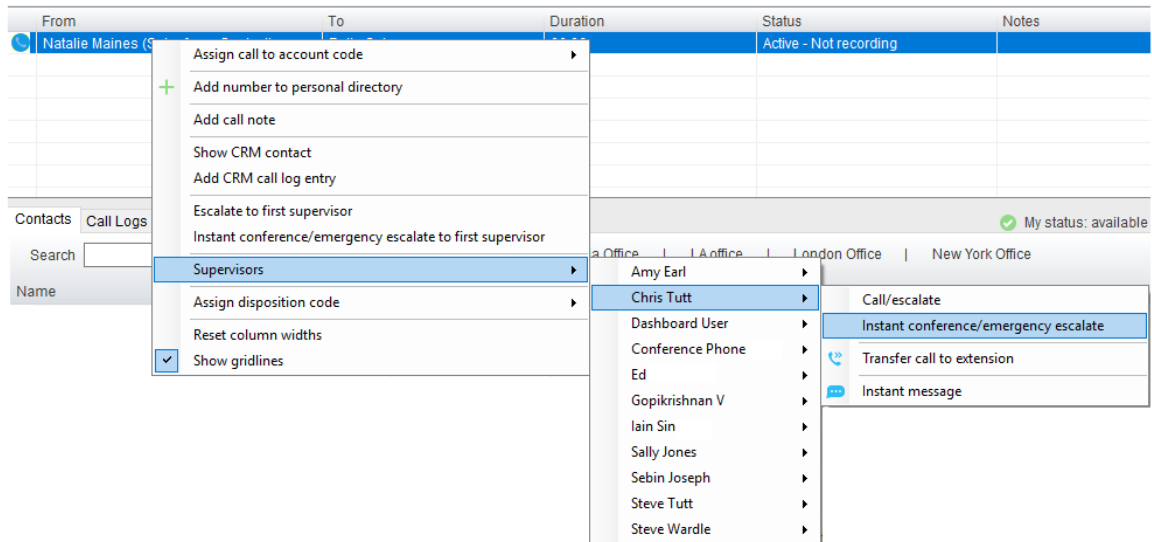 From To Duration Status Notes
Natalie Maines Active - Not recording
Assign call to account code
Add number to personal directory
Add call note
Show CRM contact
Add CRM call log entry
Escalate to first supervisor
Instant conference/emergency escalate to first supervisor
Supervisors
Assign disposition code
Reset column widths
Show gridlines
Contacts Call Logs My status: available
Search Office | LA office | London Office | New York Office
Name
Amy Earl
Chris Tutt
Dashboard User
Conference Phone
Ed
Gopikrishnan V
Iain Sin
Sally Jones
Sebin Joseph
Steve Tutt
Steve Wardle
Call/escalate
Instant conference/emergency escalate
Transfer call to extension
Instant message